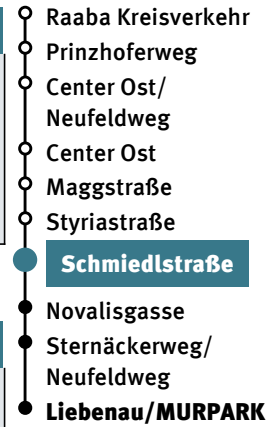 Raaba Kreisverkehr
Prinzhoferweg
Center Ost/
Neufeldweg
Center Ost
Maggstraße
Styriastraße
Schmiedlstraße
Novalisgasse
Sternäckerweg/
Neufeldweg
Liebenau/MURPARK